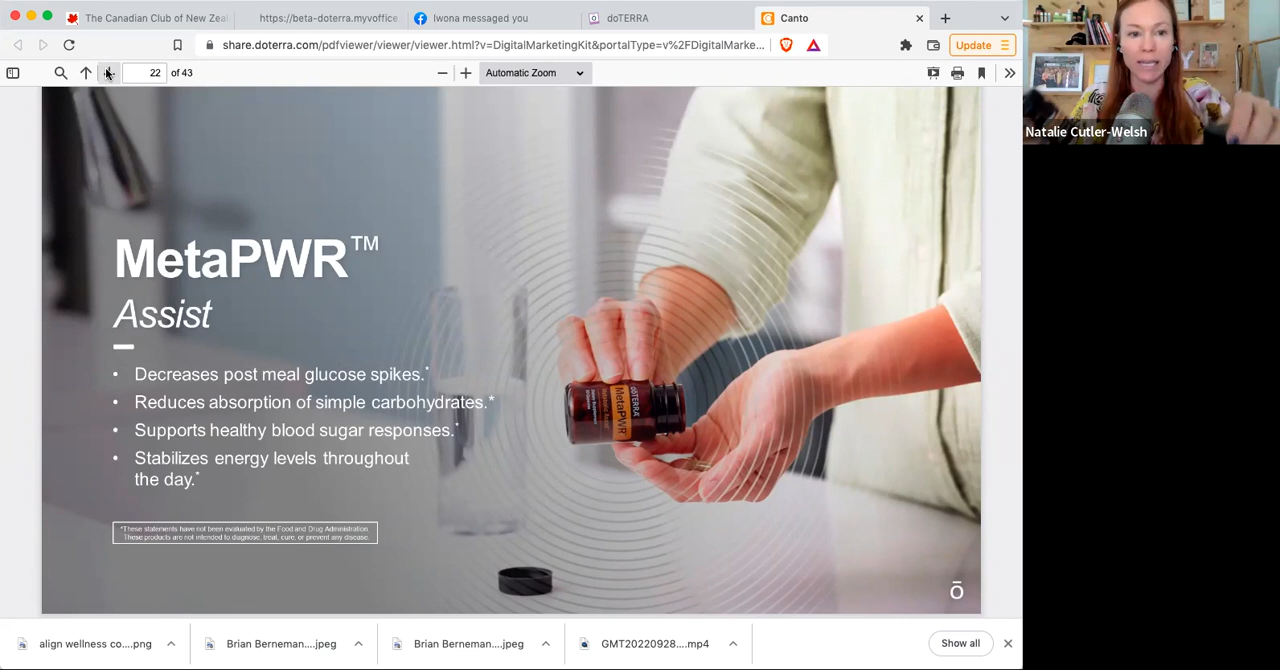 The Canadian Club of New Zeal
https://beta-doterra.myvoffice
Iwona messaged you
doTERRA
Canto
share.doterra.com/pdfviewer/viewer/viewer.html?v=DigitalMarketingKit&portalType=v%2FDigitalMarke...
Update
22 of 43
Automatic Zoom
Natalie Cutler-Welsh
MetaPWR™
Assist
• Decreases post meal glucose spikes.*
• Reduces absorption of simple carbohydrates.*
• Supports healthy blood sugar responses.*
• Stabilizes energy levels throughout
the day.*
dōTERRA
MetaPWR
*These statements have not been evaluated by the Food and Drug Administration.
These products are not intended to diagnose, treat, cure, or prevent any disease.
ō
align wellness co....png
Brian Berneman....jpeg
Brian Berneman....jpeg
GMT20220928....mp4
Show all